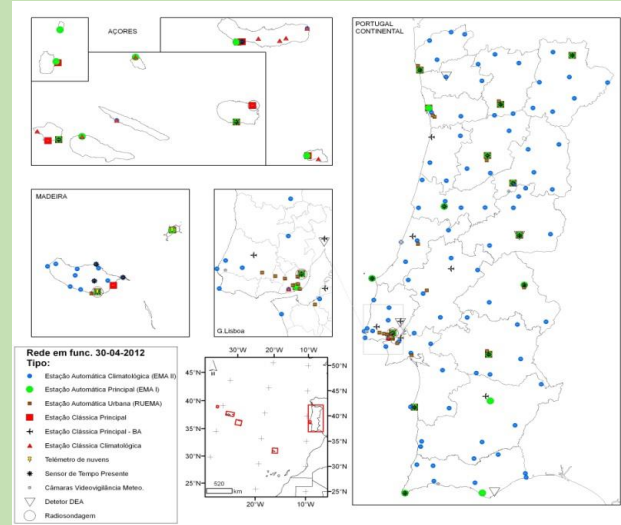 AÇORES
PORTUGAL
CONTINENTAL
MADEIRA
G.Lisboa
Rede em func. 30-04-2012
Tipo:
Estação Automática Climatológica (EMA II)
Estação Automática Principal (EMA I)
Estação Automática Urbana (RUEMA)
Estação Clássica Principal
Estação Clássica Principal - BA
Estação Clássica Climatológica
Telémetro de nuvens
Sensor de Tempo Presente
Câmaras Videovigilância Meteo.
Detetor DEA
Radiosondagem
30°W 20°W 10°W
50°N
45°N 45°N
40°N 40°N
35°N 35°N
30°N 30°N
25°N 25°N
520
km
20°W 10°W